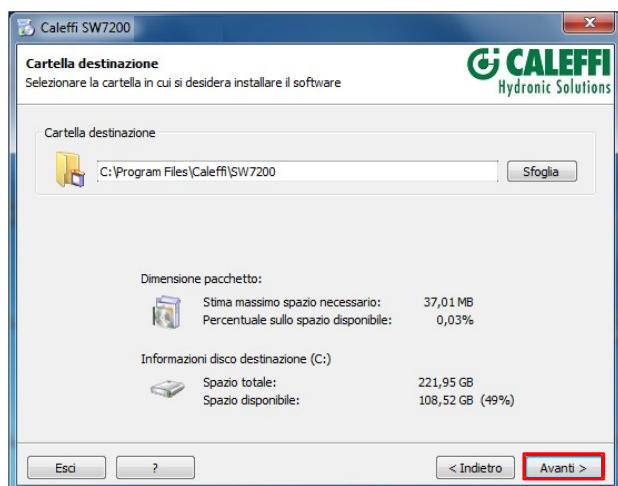 Caleffi SW7200
Cartella destinazione
Selezionare la cartella in cui si desidera installare il software
CALEFFI
Hydronic Solutions
Cartella destinazione
C:\Program Files\Caleffi\SW7200
Sfoglia
Dimensione pacchetto:
Stima massimo spazio necessario: 37,01 MB
Percentuale sullo spazio disponibile: 0,03%
Informazioni disco destinazione (C:)
Spazio totale: 221,95 GB
Spazio disponibile: 108,52 GB (49%)
Esci ? < Indietro Avanti >